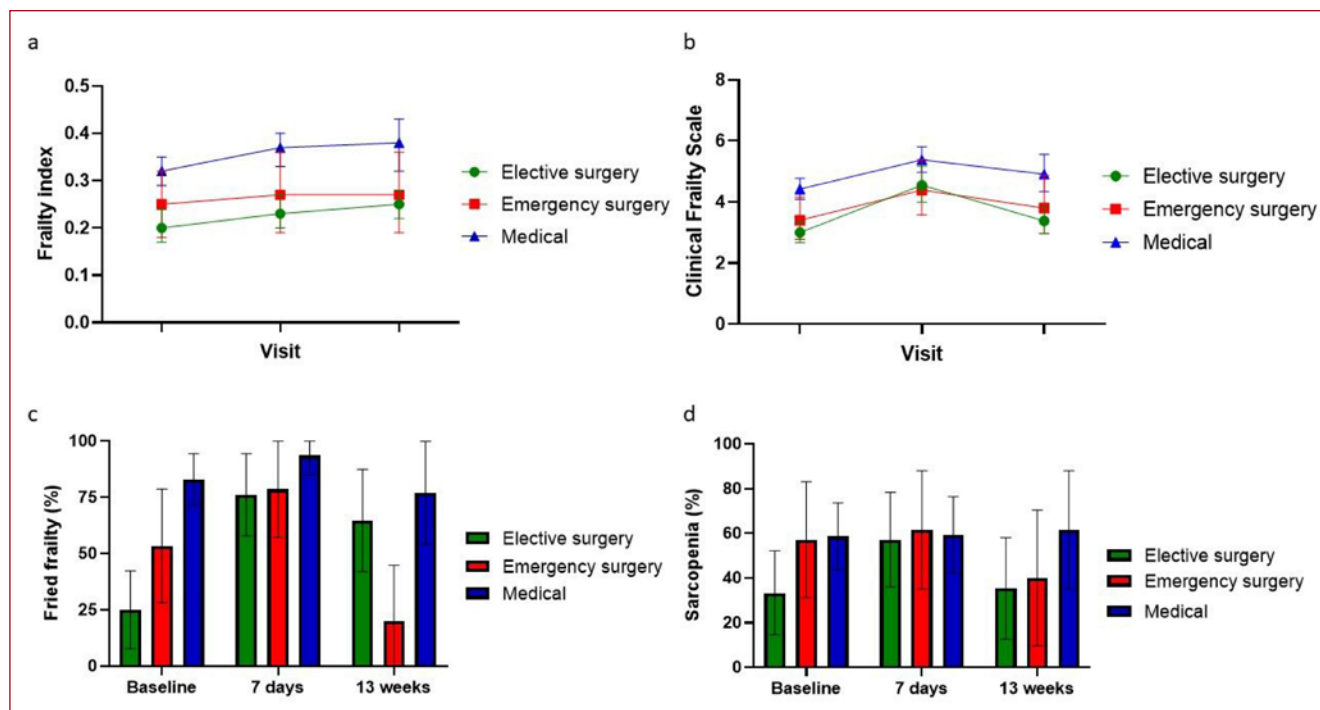 a
0.5
0.4
0.3
0.2
0.1
0.0
Frailty index
Visit
Elective surgery
Emergency surgery
Medical
b
8
6
4
2
0
Clinical Frailty Scale
Visit
Elective surgery
Emergency surgery
Medical
c
100
75
50
25
0
Fried frailty (%)
Baseline 7 days 13 weeks
Elective surgery
Emergency surgery
Medical
d
100
80
60
40
20
0
Sarcopenia (%)
Baseline 7 days 13 weeks
Elective surgery
Emergency surgery
Medical